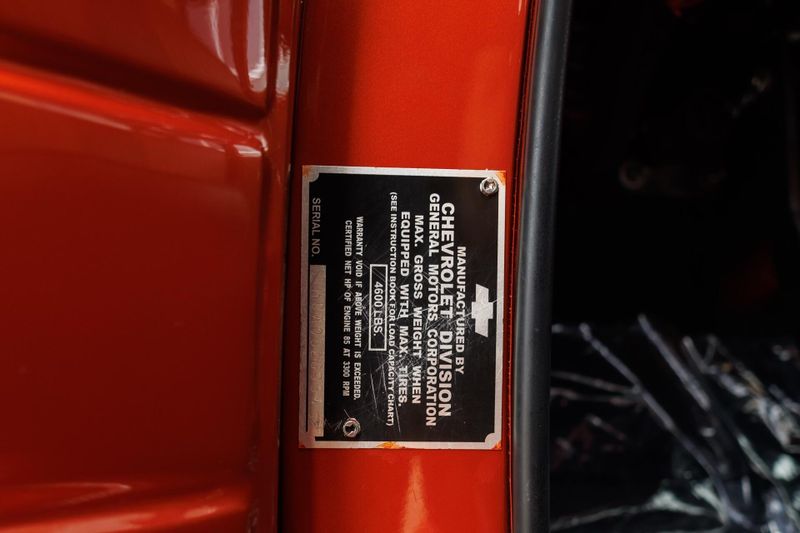 MANUFACTURED BY
CHEVROLET DIVISION
GENERAL MOTORS CORPORATION
MAX. GROSS WEIGHT WHEN
EQUIPPED WITH MAX. TIRES.
(SEE INSTRUCTION BOOK FOR LOAD CAPACITY CHART)
4600 LBS.
WARRANTY VOID IF ABOVE WEIGHT IS EXCEEDED.
CERTIFIED NET HP OF ENGINE 85 AT 3300 RPM
SERIAL NO.